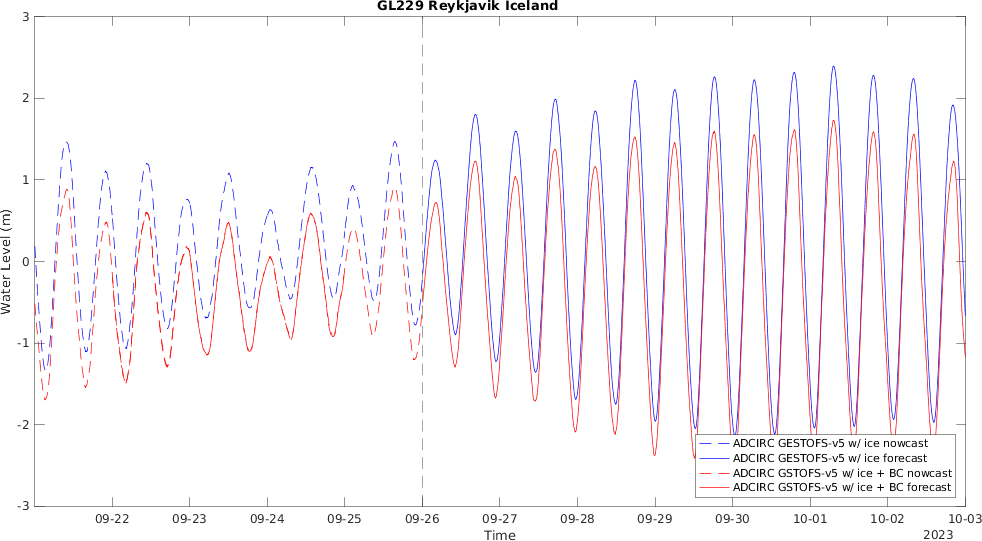 GL229 Reykjavik Iceland
3
2
1
0
-1
-2
-3
Water Level (m)
ADCIRC GESTOFS-v5 w/ ice nowcast
ADCIRC GESTOFS-v5 w/ ice forecast
ADCIRC GSTOFS-v5 w/ ice + BC nowcast
ADCIRC GSTOFS-v5 w/ ice + BC forecast
09-22 09-23 09-24 09-25 09-26 09-27 09-28 09-29 09-30 10-01 10-02 10-03
Time
2023